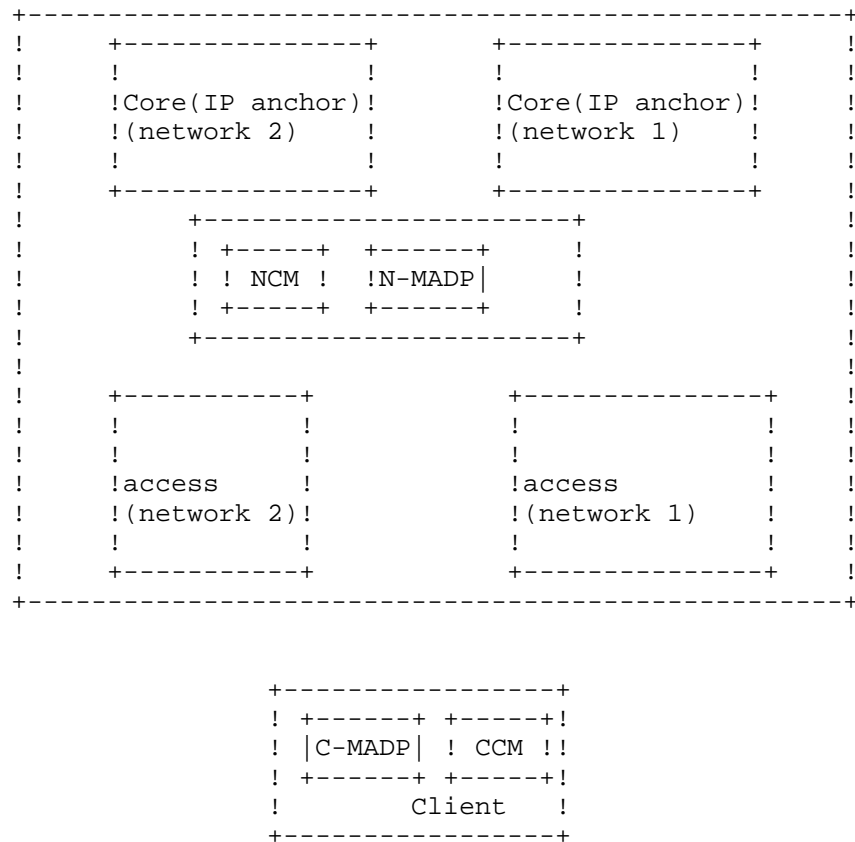 Core(IP anchor) Core(IP anchor)
(network 2) (network 1)
NCM N-MADP
access access
(network 2) (network 1)
C-MADP CCM
Client